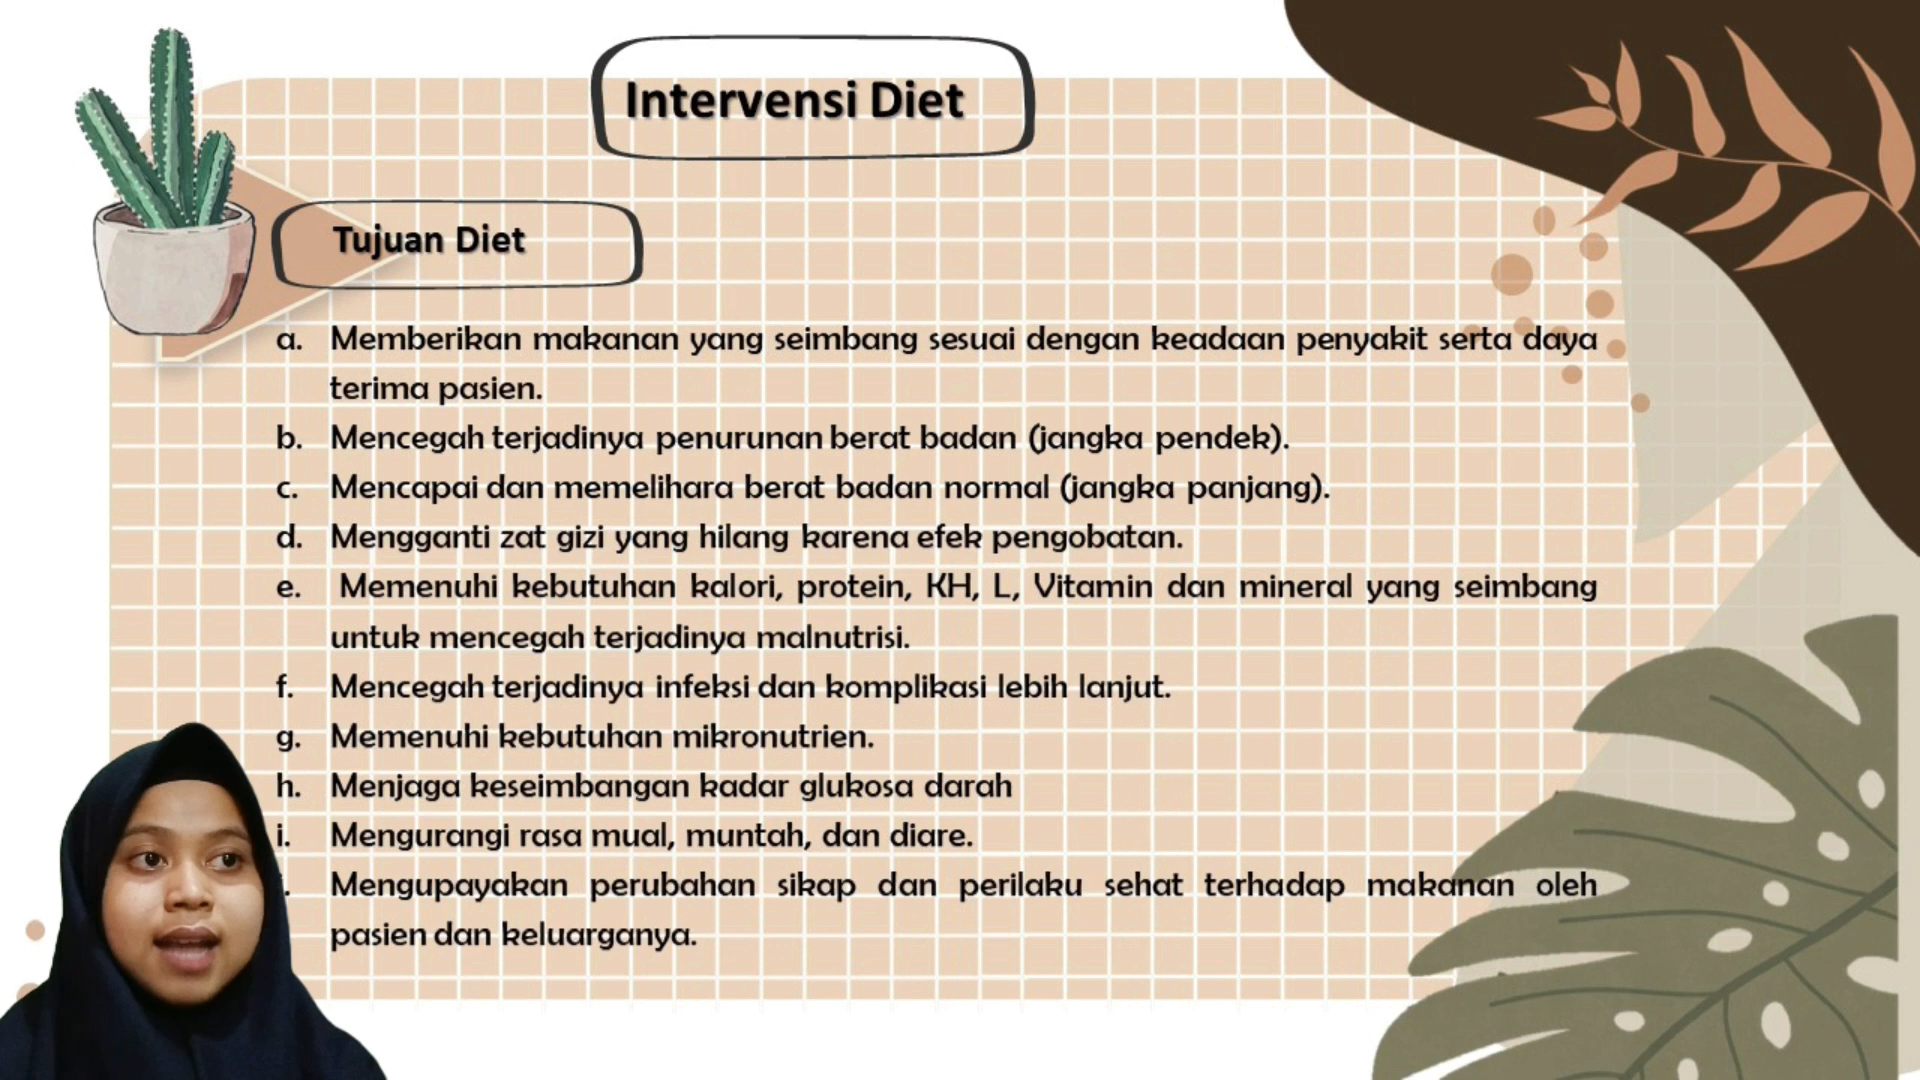 Intervensi Diet
Tujuan Diet
a. Memberikan makanan yang seimbang sesuai dengan keadaan penyakit serta daya
terima pasien.
b. Mencegah terjadinya penurunan berat badan (jangka pendek).
c. Mencapai dan memelihara berat badan normal (jangka panjang).
d. Mengganti zat gizi yang hilang karena efek pengobatan.
e. Memenuhi kebutuhan kalori, protein, KH, L, Vitamin dan mineral yang seimbang
untuk mencegah terjadinya malnutrisi.
f. Mencegah terjadinya infeksi dan komplikasi lebih lanjut.
g. Memenuhi kebutuhan mikronutrien.
h. Menjaga keseimbangan kadar glukosa darah
i. Mengurangi rasa mual, muntah, dan diare.
Mengupayakan perubahan sikap dan perilaku sehat terhadap makanan oleh
pasien dan keluarganya.